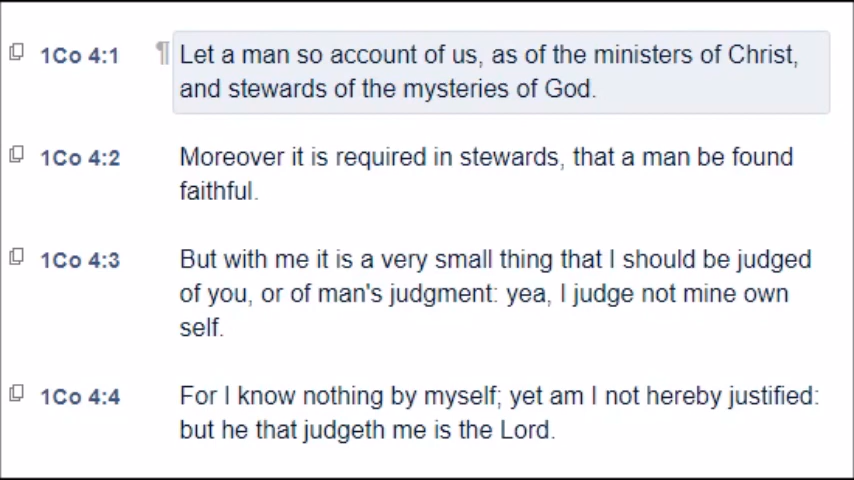 1Co 4:1 ¶ Let a man so account of us, as of the ministers of Christ,
and stewards of the mysteries of God.
1Co 4:2 Moreover it is required in stewards, that a man be found
faithful.
1Co 4:3 But with me it is a very small thing that I should be judged
of you, or of man's judgment: yea, I judge not mine own
self.
1Co 4:4 For I know nothing by myself; yet am I not hereby justified:
but he that judgeth me is the Lord.